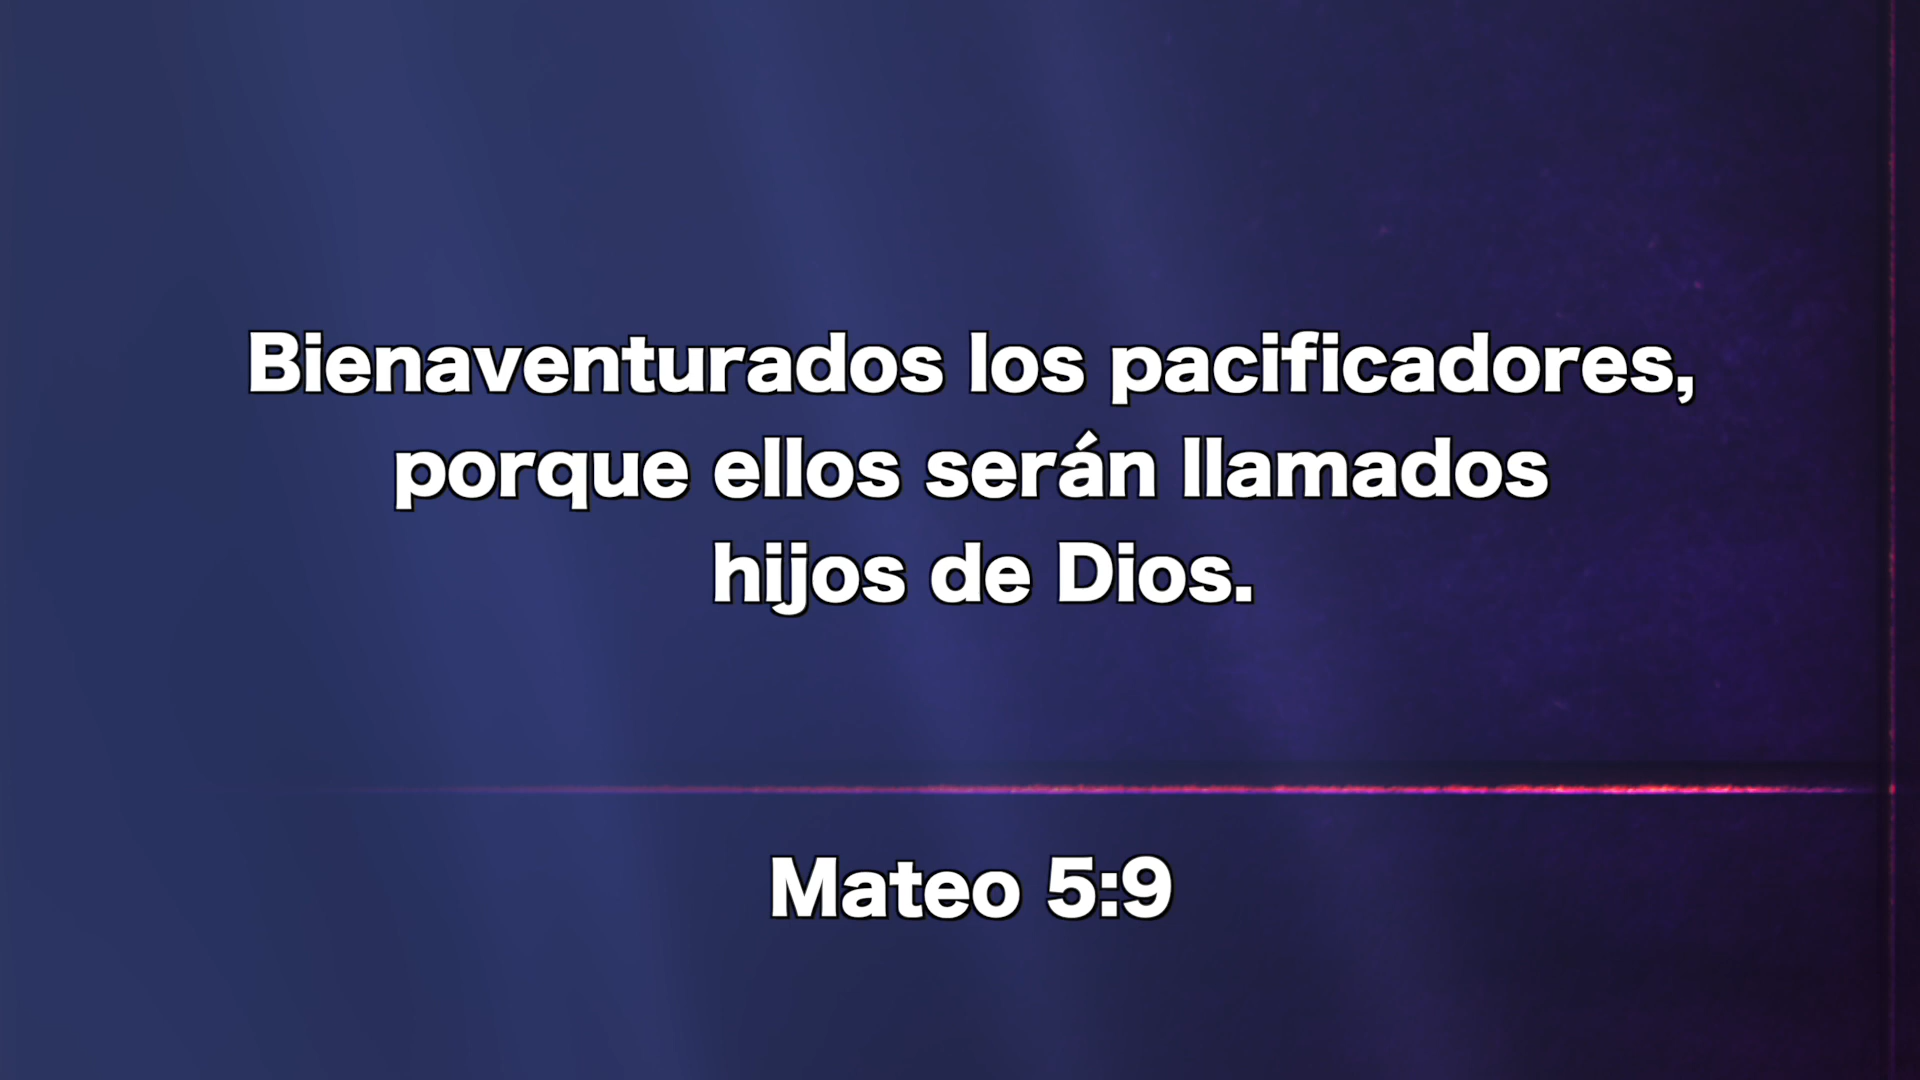 Bienaventurados los pacificadores,
porque ellos serán llamados
hijos de Dios.
Mateo 5:9